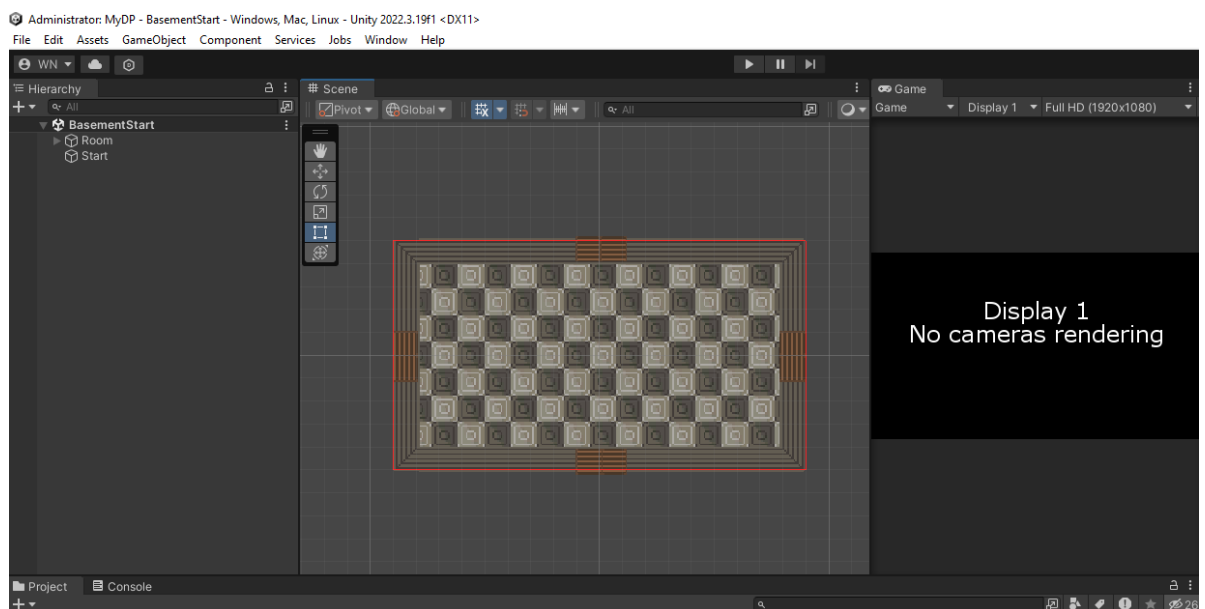 Administrator: MyDP - BasementStart - Windows, Mac, Linux - Unity 2022.3.19f1 <DX11>
File Edit Assets GameObject Component Services Jobs Window Help
WN
Hierarchy
All
BasementStart
Room
Start
Scene
Pivot Global All
Game
Game Display 1 Full HD (1920x1080)
Display 1
No cameras rendering
Project Console
26